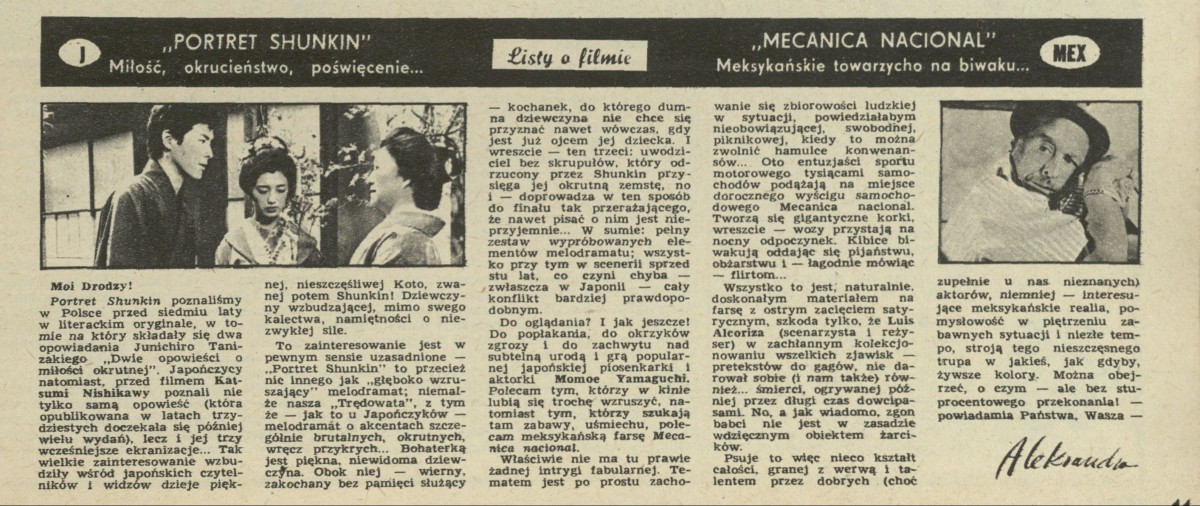 J
„PORTRET SHUNKIN"
Miłość, okrucieństwo, poświęcenie...
Listy o filmie
„MECANICA NACIONAL"
Meksykańskie towarzycho na biwaku...
MEX
Moi Drodzy!
Portret Shunkin poznaliśmy
w Polsce przed siedmiu laty
w literackim oryginale, w to-
mie na który składały się dwa
opowiadania Junichiro Tani-
zakiego „Dwie opowieści o
miłości okrutnej". Japończycy
natomiast, przed filmem Kat-
sumi Nishikawy poznali nie
tylko samą opowieść (która
opublikowana w latach trzy-
dziestych doczekała się później
wielu wydań), lecz i jej trzy
wcześniejsze ekranizacje... Tak
wielkie zainteresowanie wzbu-
dziły wśród japońskich czytel-
ników i widzów dzieje pięk-
nej, nieszczęśliwej Koto, zwa-
nej potem Shunkin! Dziewczy-
ny wzbudzającej, mimo swego
kalectwa, namiętności o nie-
zwykłej sile.
To zainteresowanie jest w
pewnym sensie uzasadnione —
„Portret Shunkin" to przecież
nic innego jak „głęboko wzru-
szający" melodramat; niemal-
że nasza „Trędowata", z tym
że — jak to u Japończyków —
melodramat o akcentach szcze-
gólnie brutalnych, okrutnych,
wręcz przykrych... Bohaterką
jest piękna, niewidoma dziew-
czyna. Obok niej — wierny,
zakochany bez pamięci służący
— kochanek, do którego dum-
na dziewczyna nie chce się
przyznać nawet wówczas, gdy
jest już ojcem jej dziecka. I
wreszcie — ten trzeci; uwodzi-
ciel bez skrupułów, który od-
rzucony przez Shunkin przy-
sięga jej okrutną zemstę, no
i — doprowadza w ten sposób
do finału tak przerażającego,
że nawet pisać o nim jest nie-
przyjemnie... W sumie: pełny
zestaw wypróbowanych ele-
mentów melodramatu; wszyst-
ko przy tym w scenerii sprzed
stu lat, co czyni chyba —
zwłaszcza w Japonii — cały
konflikt bardziej prawdopo-
dobnym.
Do oglądania? I jak jeszcze!
Do popłakania, do okrzyków
zgrozy i do zachwytu nad
subtelną urodą i grą popular-
nej japońskiej piosenkarki i
aktorki Momoe Yamaguchi.
Polecam tym, którzy w kinie
lubią się trochę wzruszyć, na-
tomiast tym, którzy szukają
tam zabawy, uśmiechu, pole-
cam meksykańską farsę Meca-
nica nacional.
Właściwie nie ma tu prawie
żadnej intrygi fabularnej. Te-
matem jest po prostu zacho-
wanie się zbiorowości ludzkiej
w sytuacji, powiedziałabym
nieobowiązującej, swobodnej,
piknikowej, kiedy to można
zwolnić hamulce konwenan-
sów... Oto entuzjaści sportu
motorowego tysiącami samo-
chodów podążają na miejsce
dorocznego wyścigu samocho-
dowego Mecanica nacional.
Tworzą się gigantyczne korki,
wreszcie — wozy przystają na
nocny odpoczynek. Kibice bi-
wakują oddając się pijaństwu,
obżarstwu i — łagodnie mówiąc
— flirtom...
Wszystko to jest, naturalnie.
doskonałym materiałem na
farsę z ostrym zacięciem saty-
rycznym, szkoda tylko, że Luis
Alcoriza (scenarzysta i reży-
ser) w zachłannym kolekcjo-
nowaniu wszelkich zjawisk —
pretekstów do gagów, nie da-
rował sobie (i nam także) rów-
nież... śmierci, ogrywanej póź-
niej przez długi czas dowcipa-
sami. No, a jak wiadomo, zgon
babci nie jest w zasadzie
wdzięcznym obiektem żarci-
ków.
Psuje to więc nieco kształt
całości, granej z werwą i ta-
lentem przez dobrych (choć
zupełnie u nas nieznanych)
aktorów, niemniej — interesu-
jące meksykańskie realia, po-
mysłowość w piętrzeniu za-
bawnych sytuacji i niezłe tem-
po, stroją tego nieszczęsnego
trupa w jakieś, jak gdyby,
żywsze kolory. Można obej-
rzeć, o czym — ale bez stu-
procentowego przekonania! —
powiadamia Państwa, Wasza —
Aleksandra